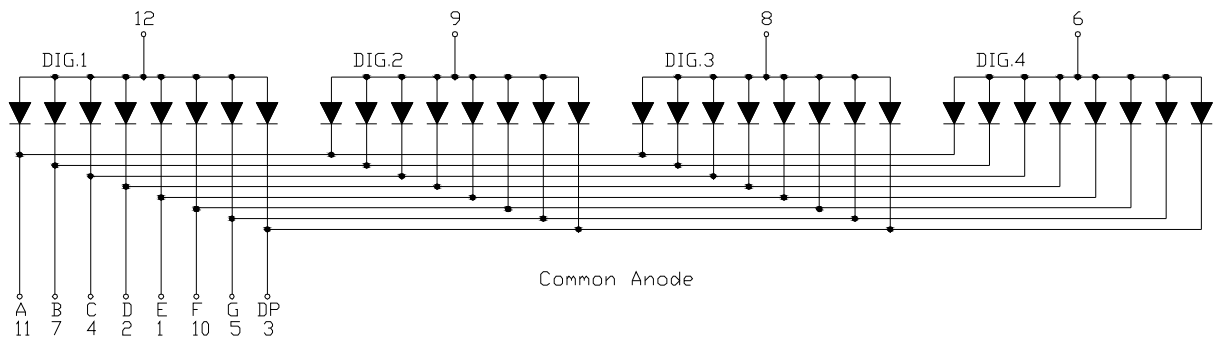 12 9 8 6
DIG.1 DIG.2 DIG.3 DIG.4
Common Anode
A B C D E F G DP
11 7 4 2 1 10 5 3